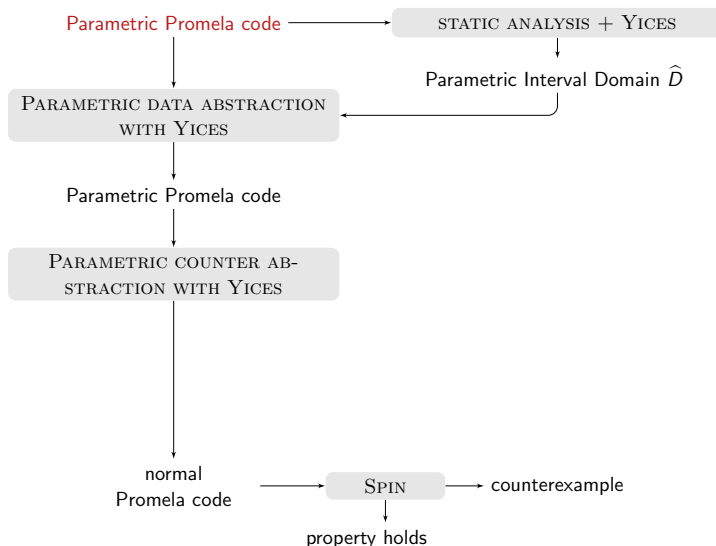 Parametric Promela code
STATIC ANALYSIS + YICES
Parametric Interval Domain D̂
PARAMETRIC DATA ABSTRACTION
WITH YICES
Parametric Promela code
PARAMETRIC COUNTER AB-
STRACTION WITH YICES
normal
Promela code
SPIN
counterexample
property holds